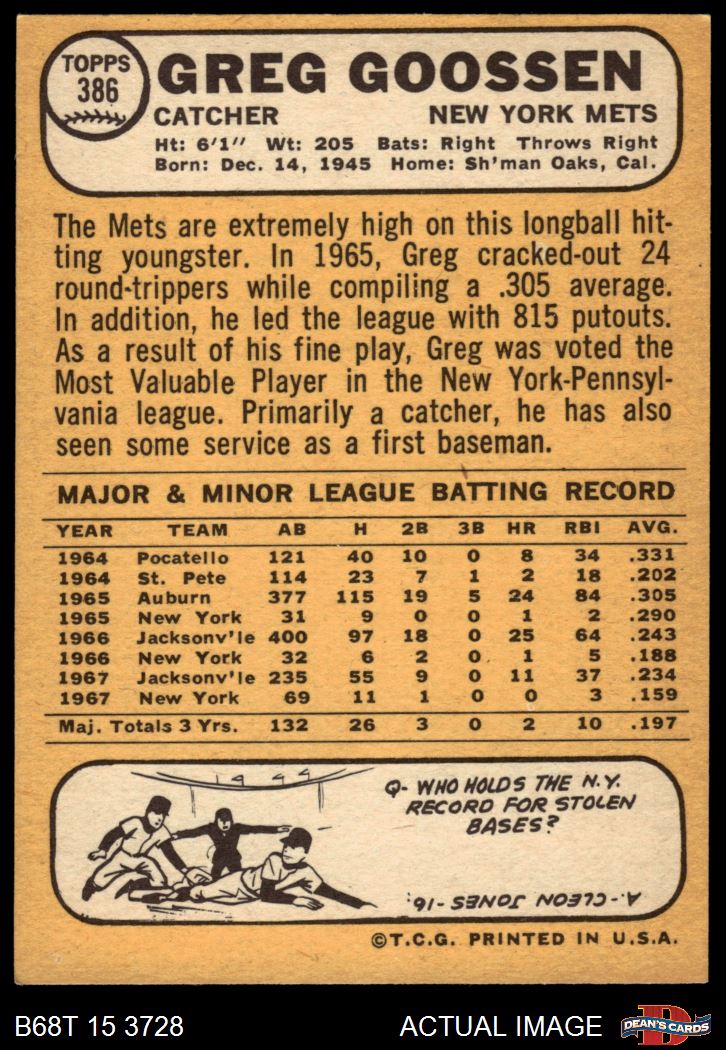 TOPPS
386
GREG GOOSSEN
CATCHER NEW YORK METS
Ht: 6'1" Wt: 205 Bats: Right Throws Right
Born: Dec. 14, 1945 Home: Sh'man Oaks, Cal.
The Mets are extremely high on this longball hit-
ting youngster. In 1965, Greg cracked-out 24
round-trippers while compiling a .305 average.
In addition, he led the league with 815 putouts.
As a result of his fine play, Greg was voted the
Most Valuable Player in the New York-Pennsyl-
vania league. Primarily a catcher, he has also
seen some service as a first baseman.
MAJOR & MINOR LEAGUE BATTING RECORD
YEAR TEAM AB H 2B 3B HR RBI AVG.
1964 Pocatello 121 40 10 0 8 34 .331
1964 St. Pete 114 23 7 1 2 18 .202
1965 Auburn 377 115 19 5 24 84 .305
1965 New York 31 9 0 0 1 2 .290
1966 Jacksonv'le 400 97 18 0 25 64 .243
1966 New York 32 6 2 0 1 5 .188
1967 Jacksonv'le 235 55 9 0 11 37 .234
1967 New York 69 11 1 0 0 3 .159
Maj. Totals 3 Yrs. 132 26 3 0 2 10 .197
Q- WHO HOLDS THE N.Y.
RECORD FOR STOLEN
BASES?
A.-CLEON JONES-16.
©T.C.G. PRINTED IN U.S.A.
B68T 15 3728 ACTUAL IMAGE DEAN'S CARDS